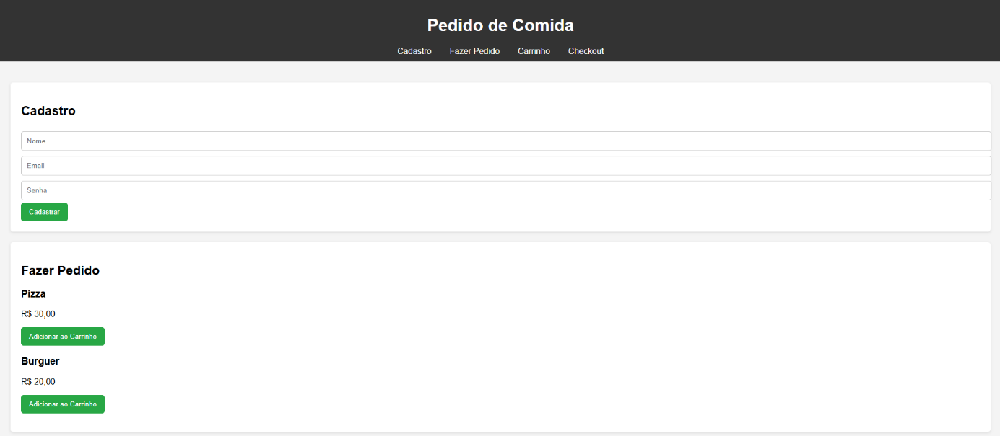 Pedido de Comida
Cadastro Fazer Pedido Carrinho Checkout
Cadastro
Nome
Email
Senha
Cadastrar
Fazer Pedido
Pizza
R$ 30,00
Adicionar ao Carrinho
Burguer
R$ 20,00
Adicionar ao Carrinho